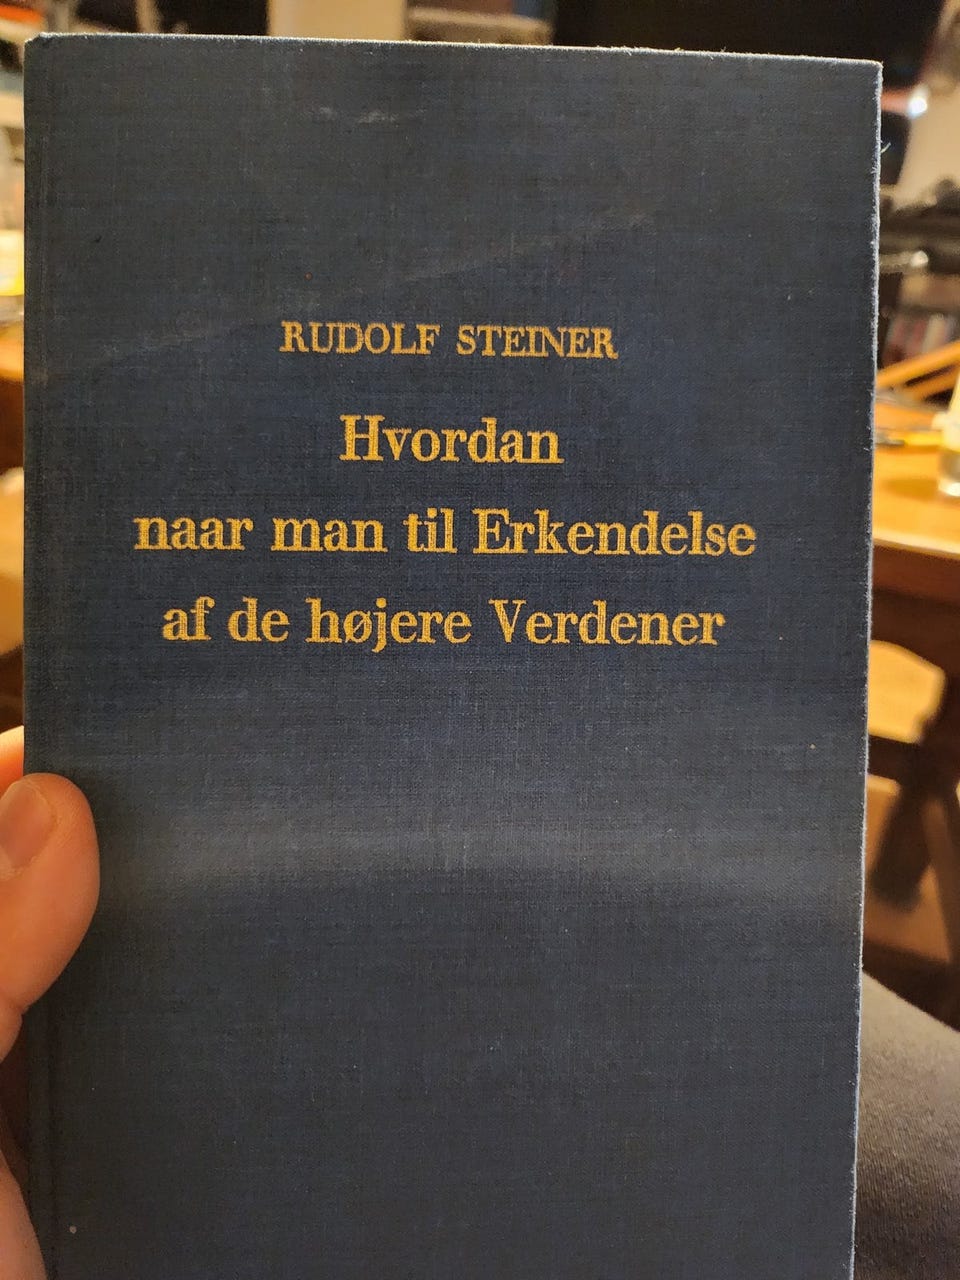 RUDOLF STEINER
Hvordan
naar man til Erkendelse
af de højere Verdener